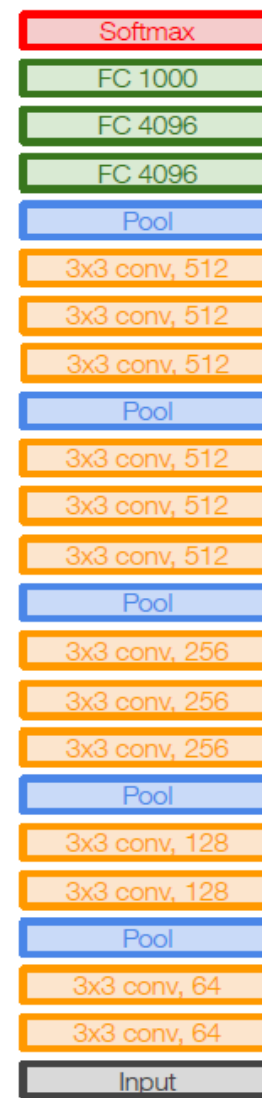 Softmax
FC 1000
FC 4096
FC 4096
Pool
3x3 conv, 512
3x3 conv, 512
3x3 conv, 512
Pool
3x3 conv, 512
3x3 conv, 512
3x3 conv, 512
Pool
3x3 conv, 256
3x3 conv, 256
3x3 conv, 256
Pool
3x3 conv, 128
3x3 conv, 128
Pool
3x3 conv, 64
3x3 conv, 64
Input